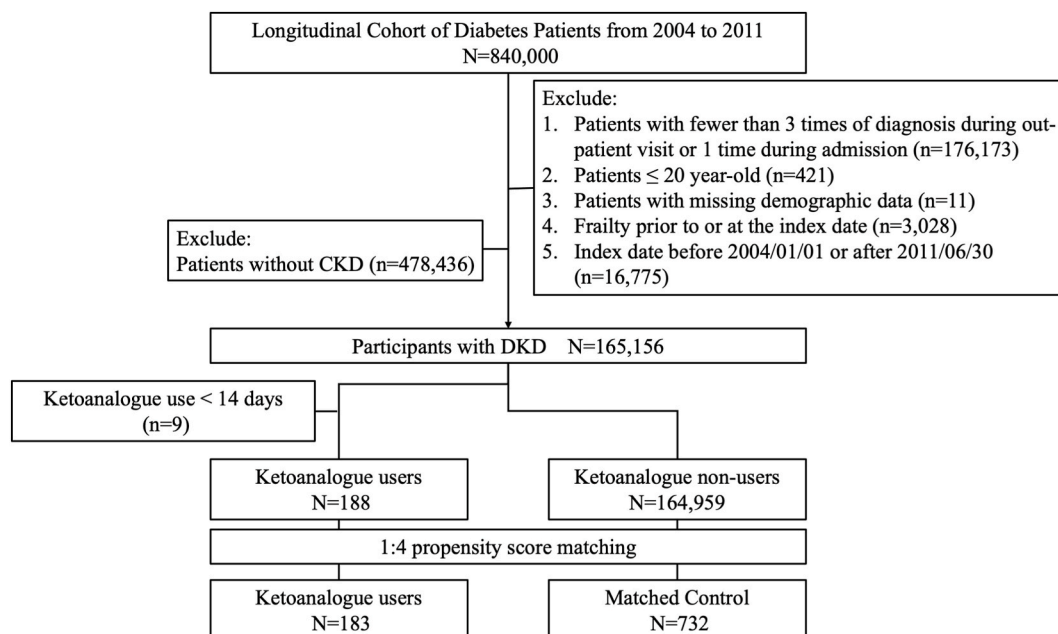 Longitudinal Cohort of Diabetes Patients from 2004 to 2011
N=840,000
Exclude:
1. Patients with fewer than 3 times of diagnosis during out-
patient visit or 1 time during admission (n=176,173)
2. Patients ≤ 20 year-old (n=421)
3. Patients with missing demographic data (n=11)
4. Frailty prior to or at the index date (n=3,028)
5. Index date before 2004/01/01 or after 2011/06/30
(n=16,775)
Exclude:
Patients without CKD (n=478,436)
Participants with DKD N=165,156
Ketoanalogue use < 14 days
(n=9)
Ketoanalogue users
N=188
Ketoanalogue non-users
N=164,959
1:4 propensity score matching
Ketoanalogue users
N=183
Matched Control
N=732